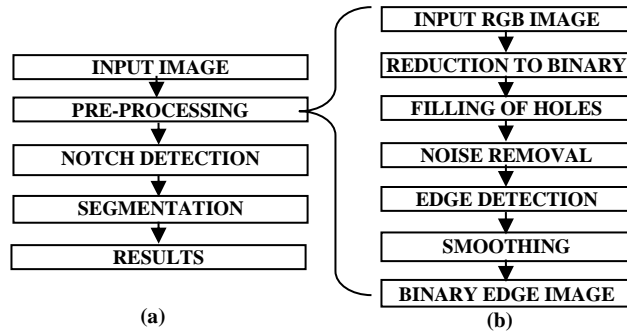 INPUT IMAGE
PRE-PROCESSING
NOTCH DETECTION
SEGMENTATION
RESULTS
(a)
INPUT RGB IMAGE
REDUCTION TO BINARY
FILLING OF HOLES
NOISE REMOVAL
EDGE DETECTION
SMOOTHING
BINARY EDGE IMAGE
(b)